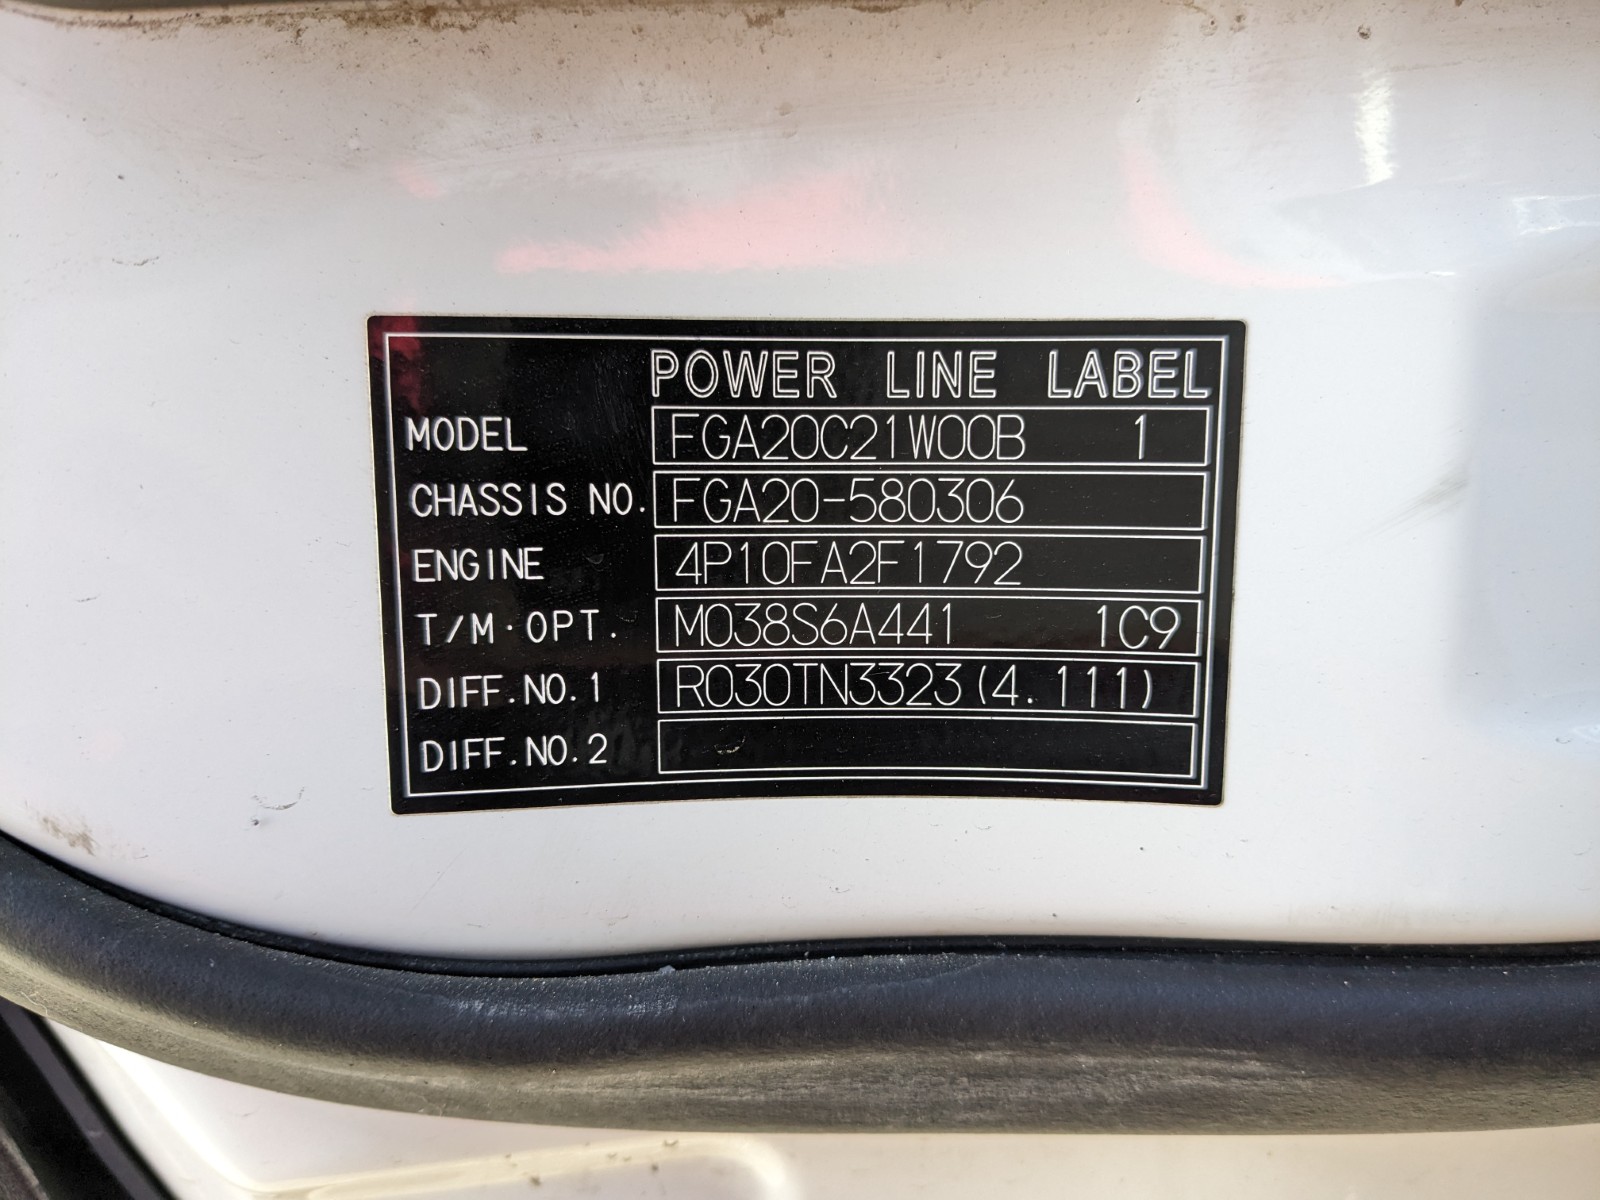 POWER LINE LABEL
MODEL FGA20C21W00B 1
CHASSIS NO. FGA20-580306
ENGINE 4P10FA2F1792
T/M·OPT. M038S6A441 1C9
DIFF.NO.1 R030TN3323(4.111)
DIFF.NO.2